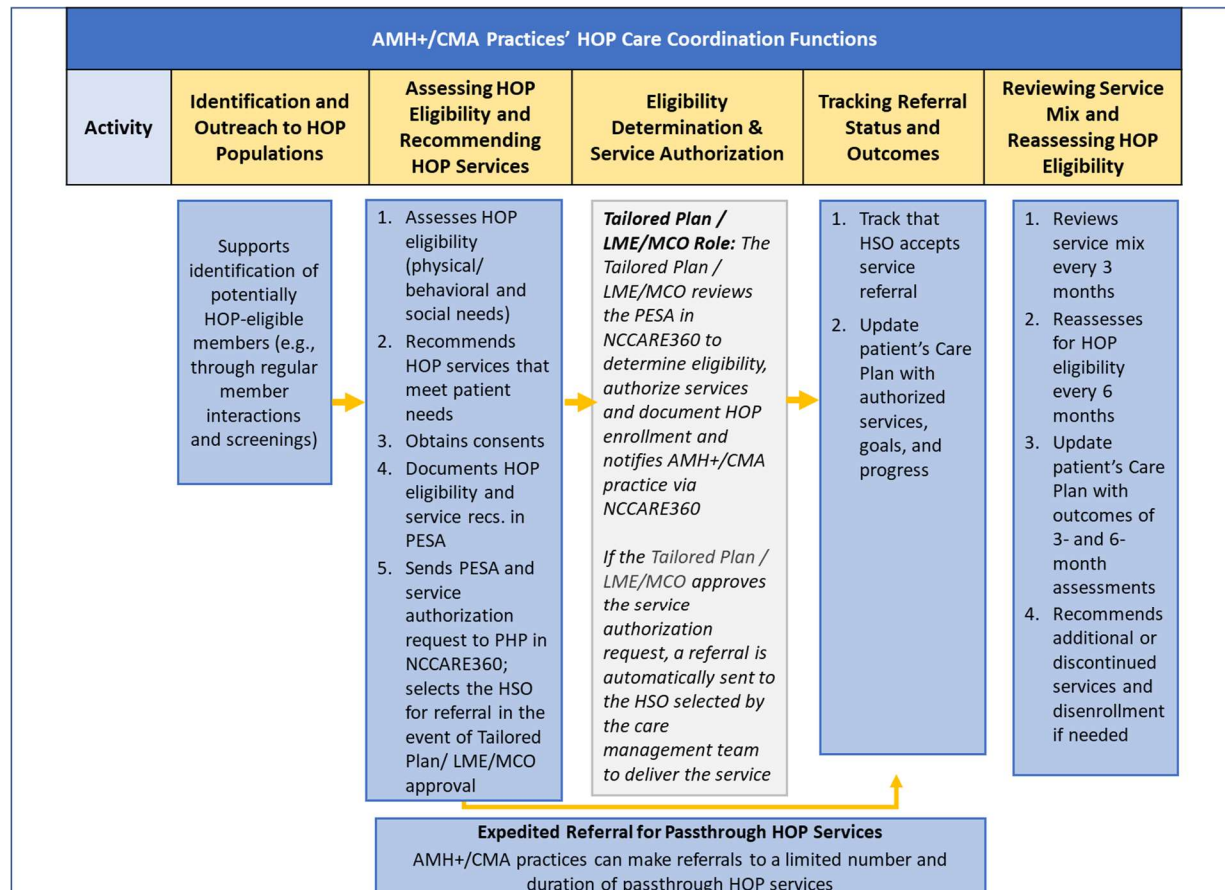 AMH+/CMA Practices’ HOP Care Coordination Functions
Activity
Identification and
Outreach to HOP
Populations
Assessing HOP
Eligibility and
Recommending
HOP Services
Eligibility
Determination &
Service Authorization
Tracking Referral
Status and
Outcomes
Reviewing Service
Mix and
Reassessing HOP
Eligibility
Supports
identification of
potentially
HOP-eligible
members (e.g.,
through regular
member
interactions
and screenings)
1. Assesses HOP
eligibility
(physical/
behavioral and
social needs)
2. Recommends
HOP services that
meet patient
needs
3. Obtains consents
4. Documents HOP
eligibility and
service recs. in
PESA
5. Sends PESA and
service
authorization
request to PHP in
NCCARE360;
selects the HSO
for referral in the
event of Tailored
Plan/ LME/MCO
approval
Tailored Plan /
LME/MCO Role: The
Tailored Plan /
LME/MCO reviews
the PESA in
NCCARE360 to
determine eligibility,
authorize services
and document HOP
enrollment and
notifies AMH+/CMA
practice via
NCCARE360
If the Tailored Plan /
LME/MCO approves
the service
authorization
request, a referral is
automatically sent to
the HSO selected by
the care
management team
to deliver the service
1. Track that
HSO accepts
service
referral
2. Update
patient’s Care
Plan with
authorized
services,
goals, and
progress
1. Reviews
service mix
every 3
months
2. Reassesses
for HOP
eligibility
every 6
months
3. Update
patient’s Care
Plan with
outcomes of
3- and 6-
month
assessments
4. Recommends
additional or
discontinued
services and
disenrollment
if needed
Expedited Referral for Passthrough HOP Services
AMH+/CMA practices can make referrals to a limited number and
duration of passthrough HOP services